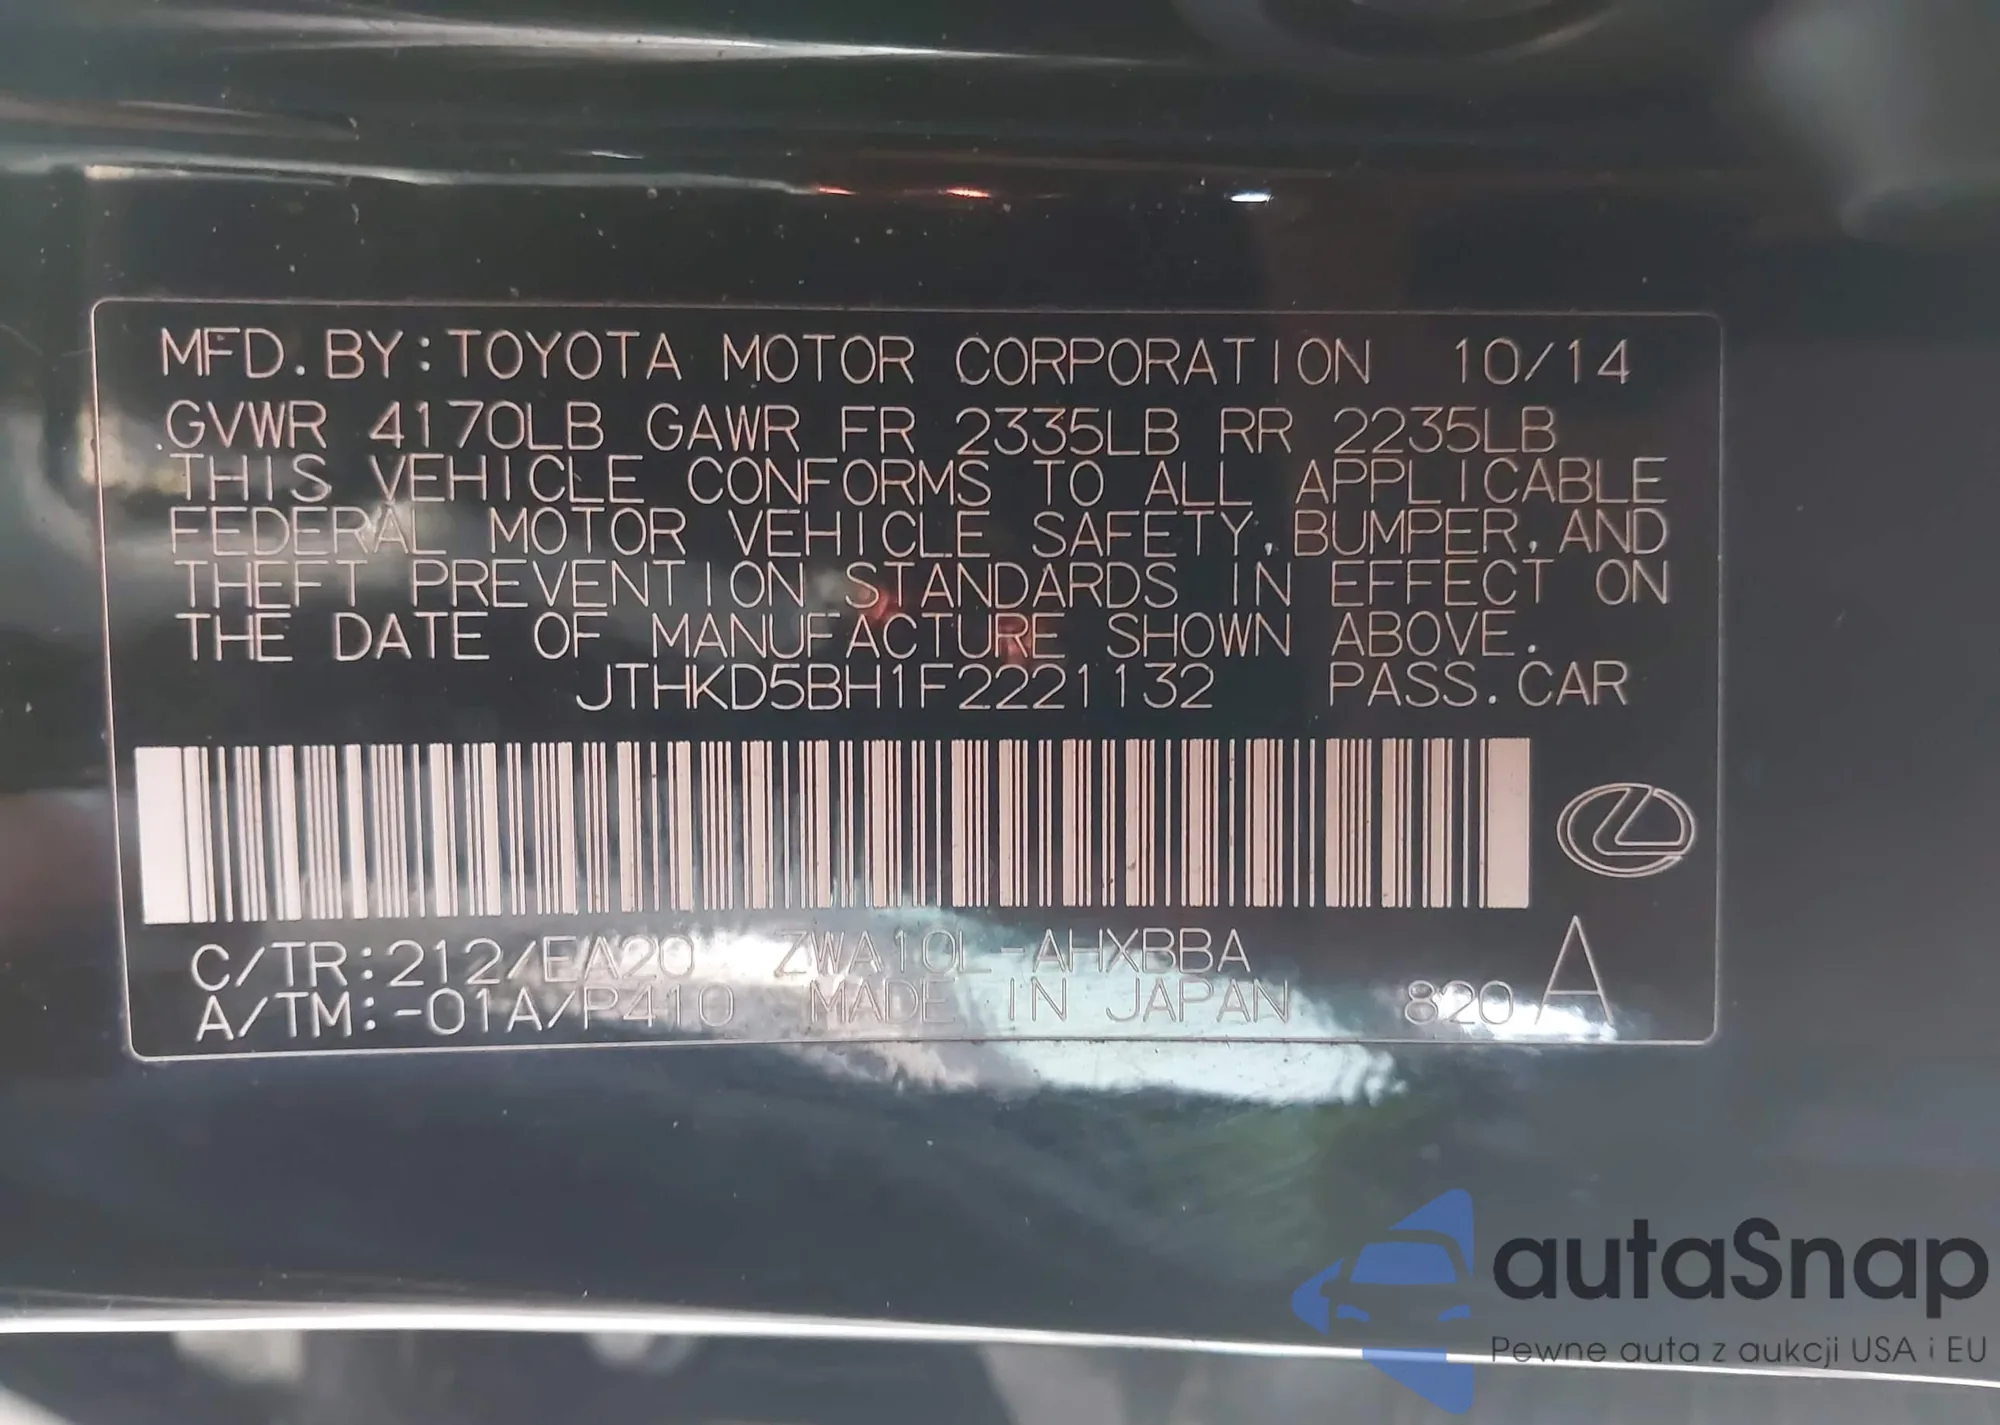 MFD. BY: TOYOTA MOTOR CORPORATION 10/14
GVWR 4170LB GAWR FR 2335LB RR 2235LB
THIS VEHICLE CONFORMS TO ALL APPLICABLE
FEDERAL MOTOR VEHICLE SAFETY, BUMPER, AND
THEFT PREVENTION STANDARDS IN EFFECT ON
THE DATE OF MANUFACTURE SHOWN ABOVE.
JTHKD5BH1F2221132 PASS. CAR
C/TR:212/EA20 ZWA10L-AHXBBA
A/TM:-01A/P410 MADE IN JAPAN 820 A
autaSnap
Pewne auta z aukcji USA i EU